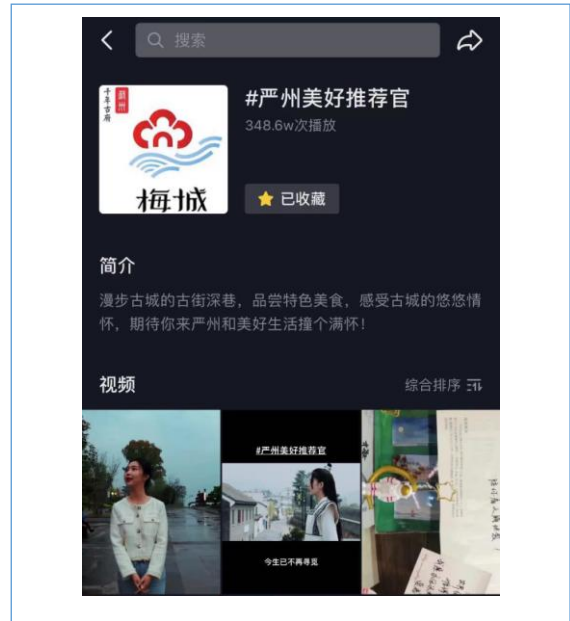 搜索
千年古府
严州
梅城
#严州美好推荐官
348.6w次播放
已收藏
简介
漫步古城的古街深巷，品尝特色美食，感受古城的悠悠情
怀，期待你来严州和美好生活撞个满怀！
视频
综合排序
#严州美好推荐官
今生已不再寻觅